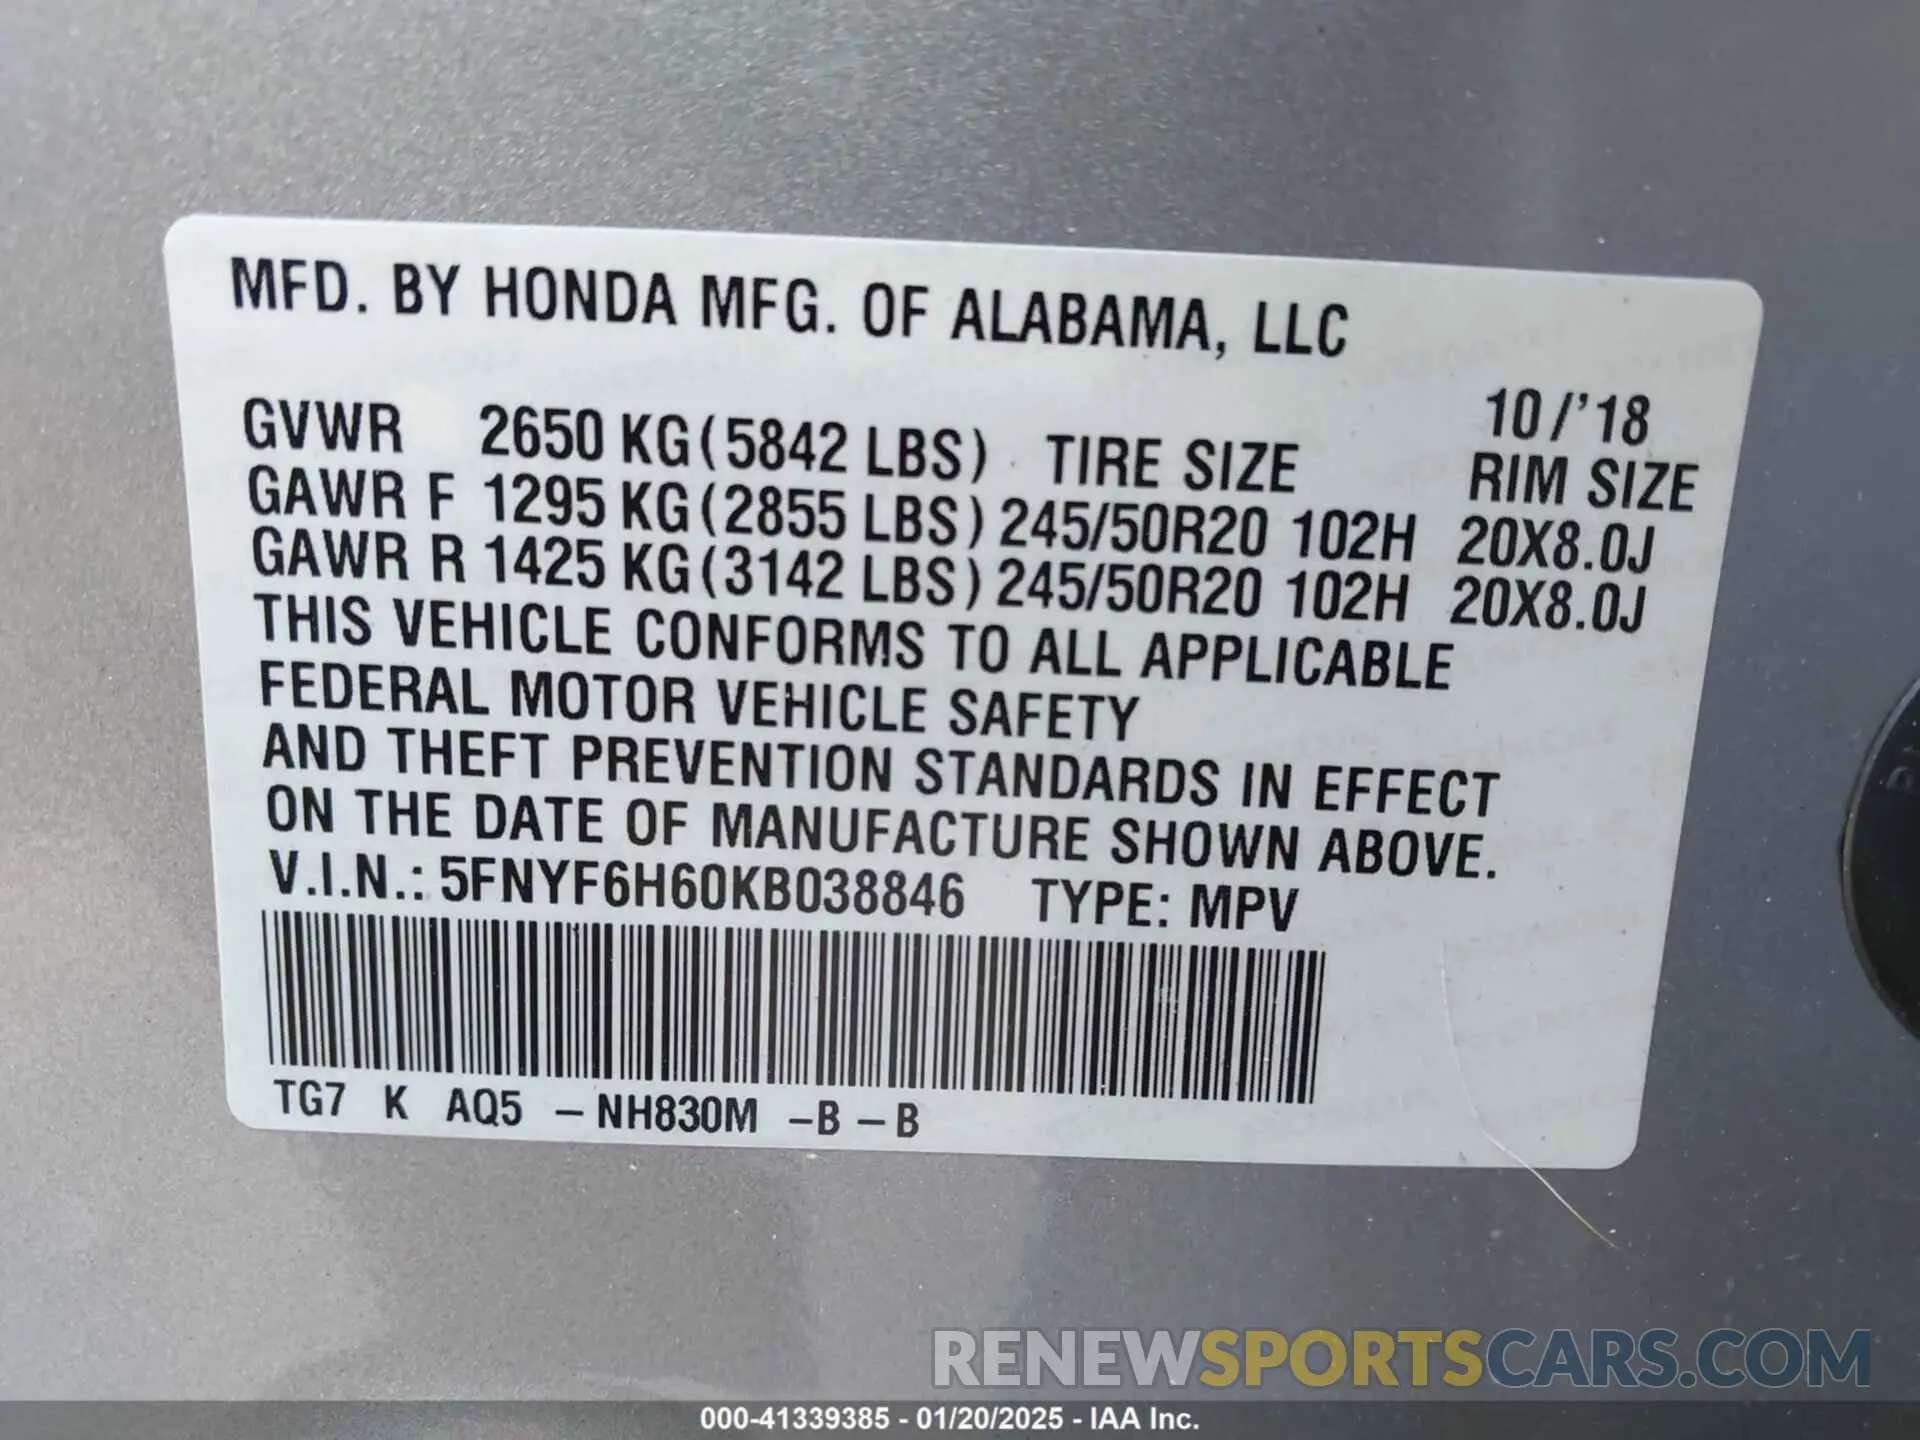 MFD. BY HONDA MFG. OF ALABAMA, LLC
10/'18
GVWR 2650 KG(5842 LBS) TIRE SIZE RIM SIZE
GAWR F 1295 KG(2855 LBS) 245/50R20 102H 20X8.0J
GAWR R 1425 KG(3142 LBS) 245/50R20 102H 20X8.0J
THIS VEHICLE CONFORMS TO ALL APPLICABLE
FEDERAL MOTOR VEHICLE SAFETY
AND THEFT PREVENTION STANDARDS IN EFFECT
ON THE DATE OF MANUFACTURE SHOWN ABOVE.
V.I.N.: 5FNYF6H60KB038846 TYPE: MPV
TG7 K AQ5 –NH830M –B –B
RENEWSPORTSCARS.COM
000-41339385 - 01/20/2025 - IAA Inc.